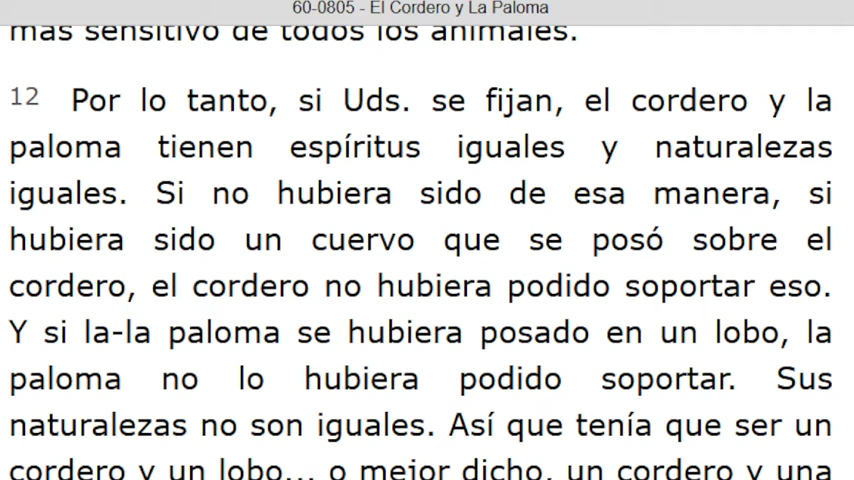 60-0805 - El Cordero y La Paloma
más sensitivo de todos los animales.
12 Por lo tanto, si Uds. se fijan, el cordero y la
paloma tienen espíritus iguales y naturalezas
iguales. Si no hubiera sido de esa manera, si
hubiera sido un cuervo que se posó sobre el
cordero, el cordero no hubiera podido soportar eso.
Y si la-la paloma se hubiera posado en un lobo, la
paloma no lo hubiera podido soportar. Sus
naturalezas no son iguales. Así que tenía que ser un
cordero y un lobo... o mejor dicho, un cordero y una